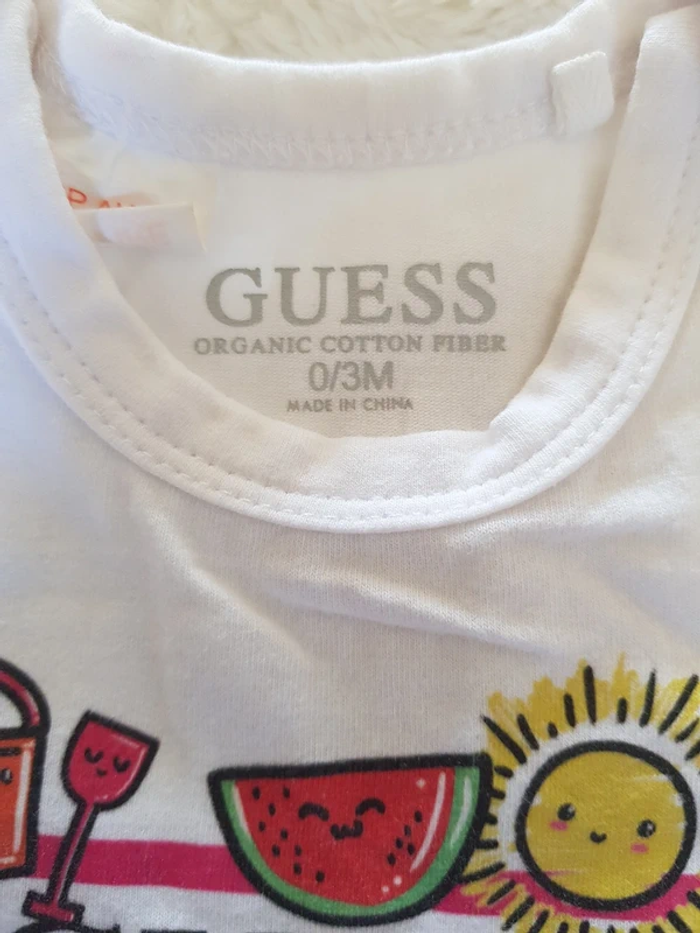 GUESS
ORGANIC COTTON FIBER
0/3M
MADE IN CHINA